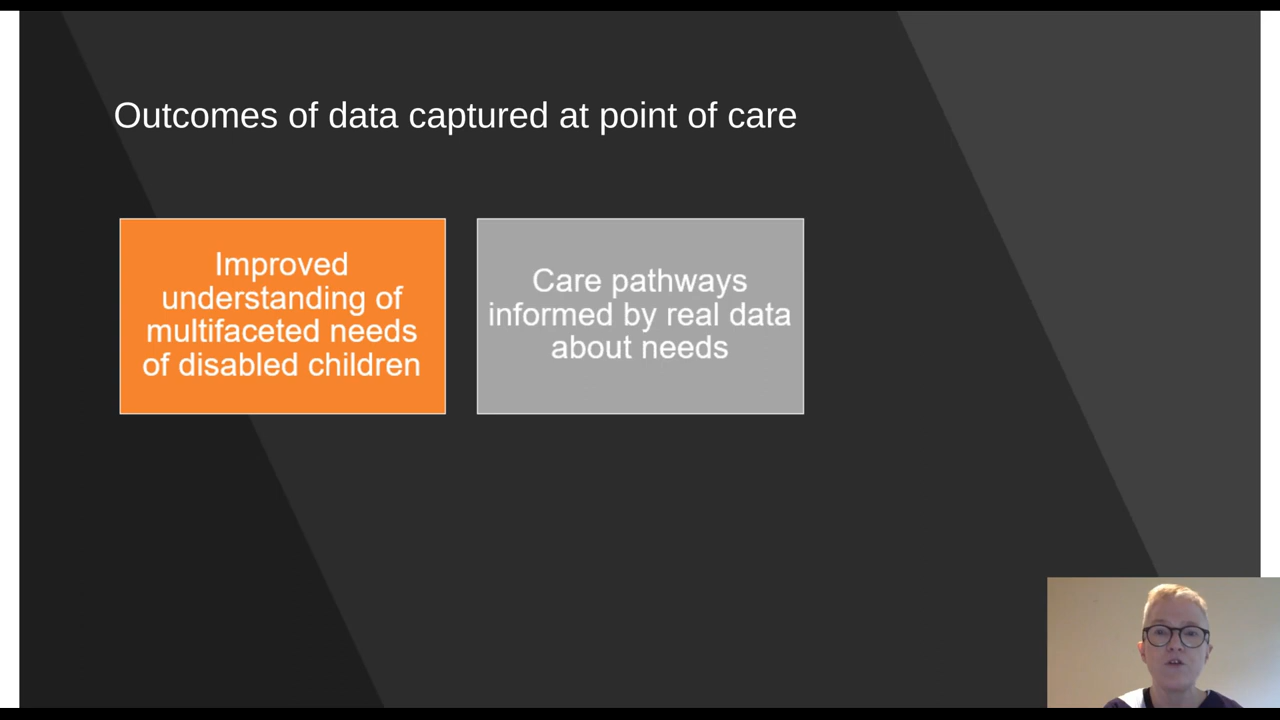 Outcomes of data captured at point of care
Improved
understanding of
multifaceted needs
of disabled children
Care pathways
informed by real data
about needs